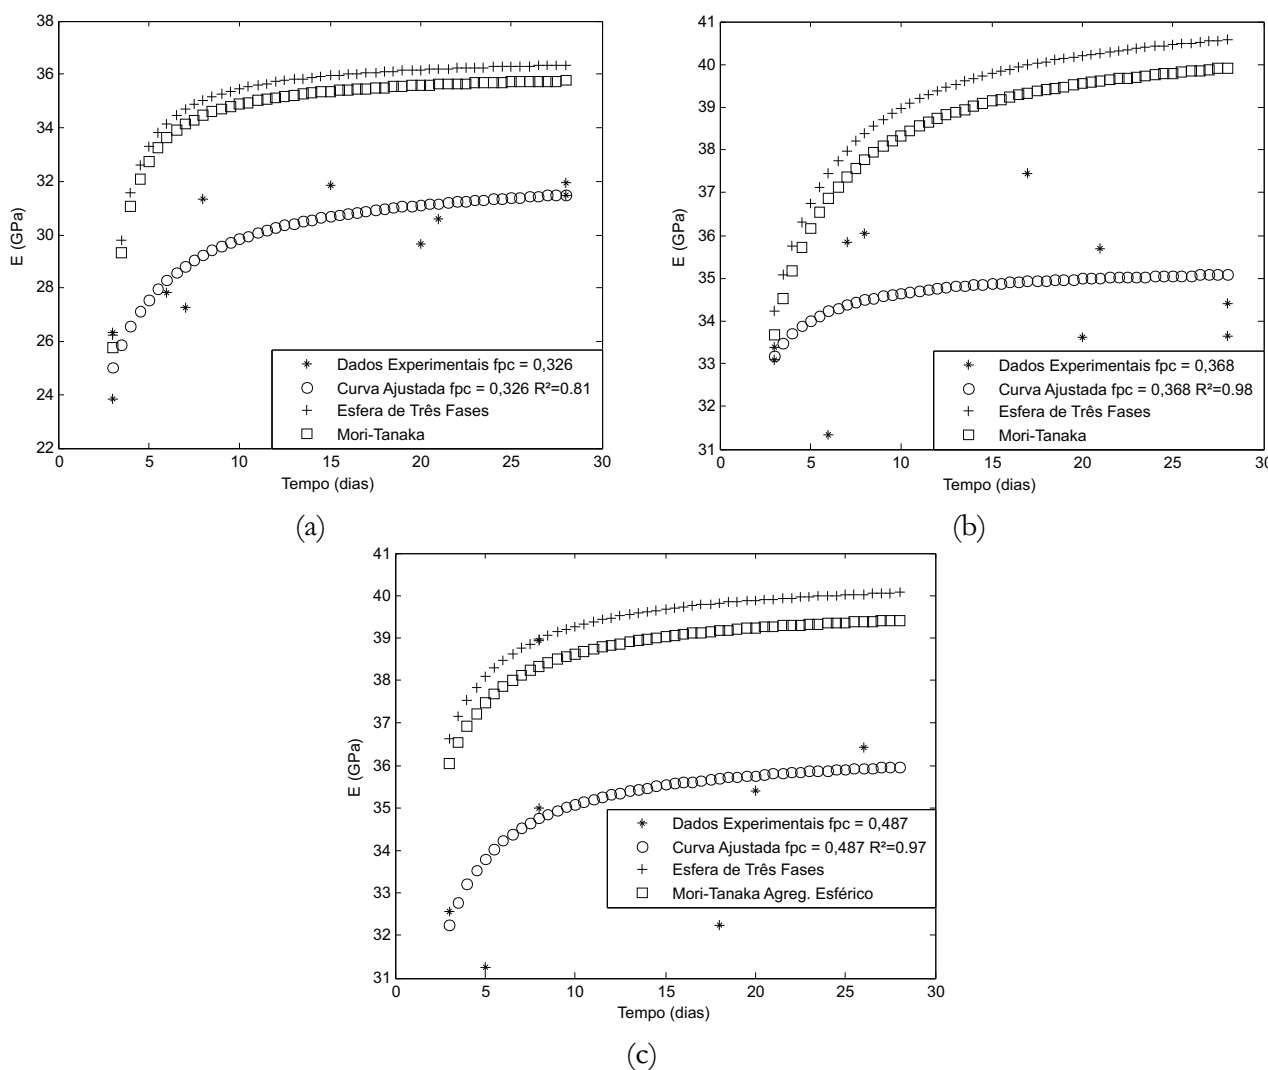 38
36
34
32
30
28
26
24
22
E (GPa)
0
5
10
15
20
25
30
Tempo (dias)
Dados Experimentais fpc = 0,326
Curva Ajustada fpc = 0,326 R²=0.81
Esfera de Três Fases
Mori-Tanaka
(a)
41
40
39
38
37
36
35
34
33
32
31
E (GPa)
0
5
10
15
20
25
30
Tempo (dias)
Dados Experimentais fpc = 0,368
Curva Ajustada fpc = 0,368 R²=0.98
Esfera de Três Fases
Mori-Tanaka
(b)
41
40
39
38
37
36
35
34
33
32
31
E (GPa)
0
5
10
15
20
25
30
Tempo (dias)
Dados Experimentais fpc = 0,487
Curva Ajustada fpc = 0,487 R²=0.97
Esfera de Três Fases
Mori-Tanaka Agreg. Esférico
(c)